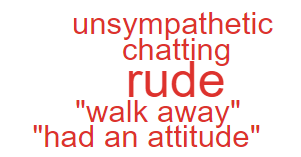 unsympathetic
chatting
rude
"walk away"
"had an attitude"